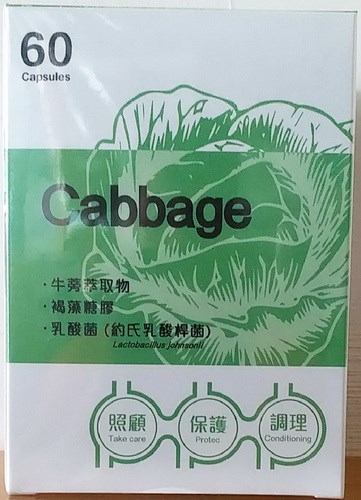 60
Capsules
Cabbage
·牛蒡萃取物
·褐藻糖膠
·乳酸菌 (約氏乳酸桿菌)
Lactobacillus johnsonii
照顧 保護 調理
Take care Protec Conditioning